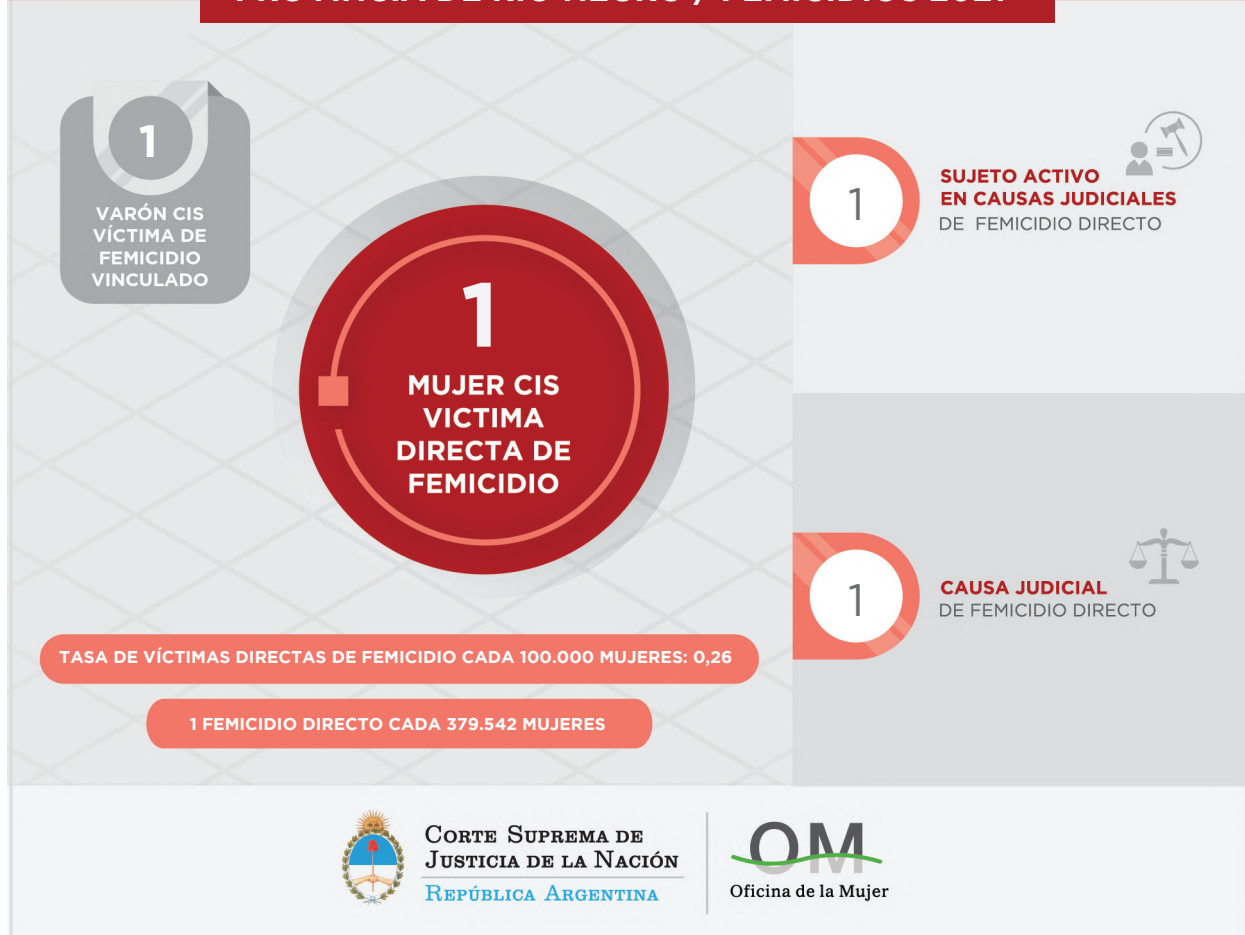 1
VARÓN CIS
VÍCTIMA DE
FEMICIDIO
VINCULADO
1
MUJER CIS
VICTIMA
DIRECTA DE
FEMICIDIO
TASA DE VÍCTIMAS DIRECTAS DE FEMICIDIO CADA 100.000 MUJERES: 0,26
1 FEMICIDIO DIRECTO CADA 379.542 MUJERES
1
SUJETO ACTIVO
EN CAUSAS JUDICIALES
DE FEMICIDIO DIRECTO
1
CAUSA JUDICIAL
DE FEMICIDIO DIRECTO
CORTE SUPREMA DE
JUSTICIA DE LA NACIÓN
REPÚBLICA ARGENTINA
OM
Oficina de la Mujer